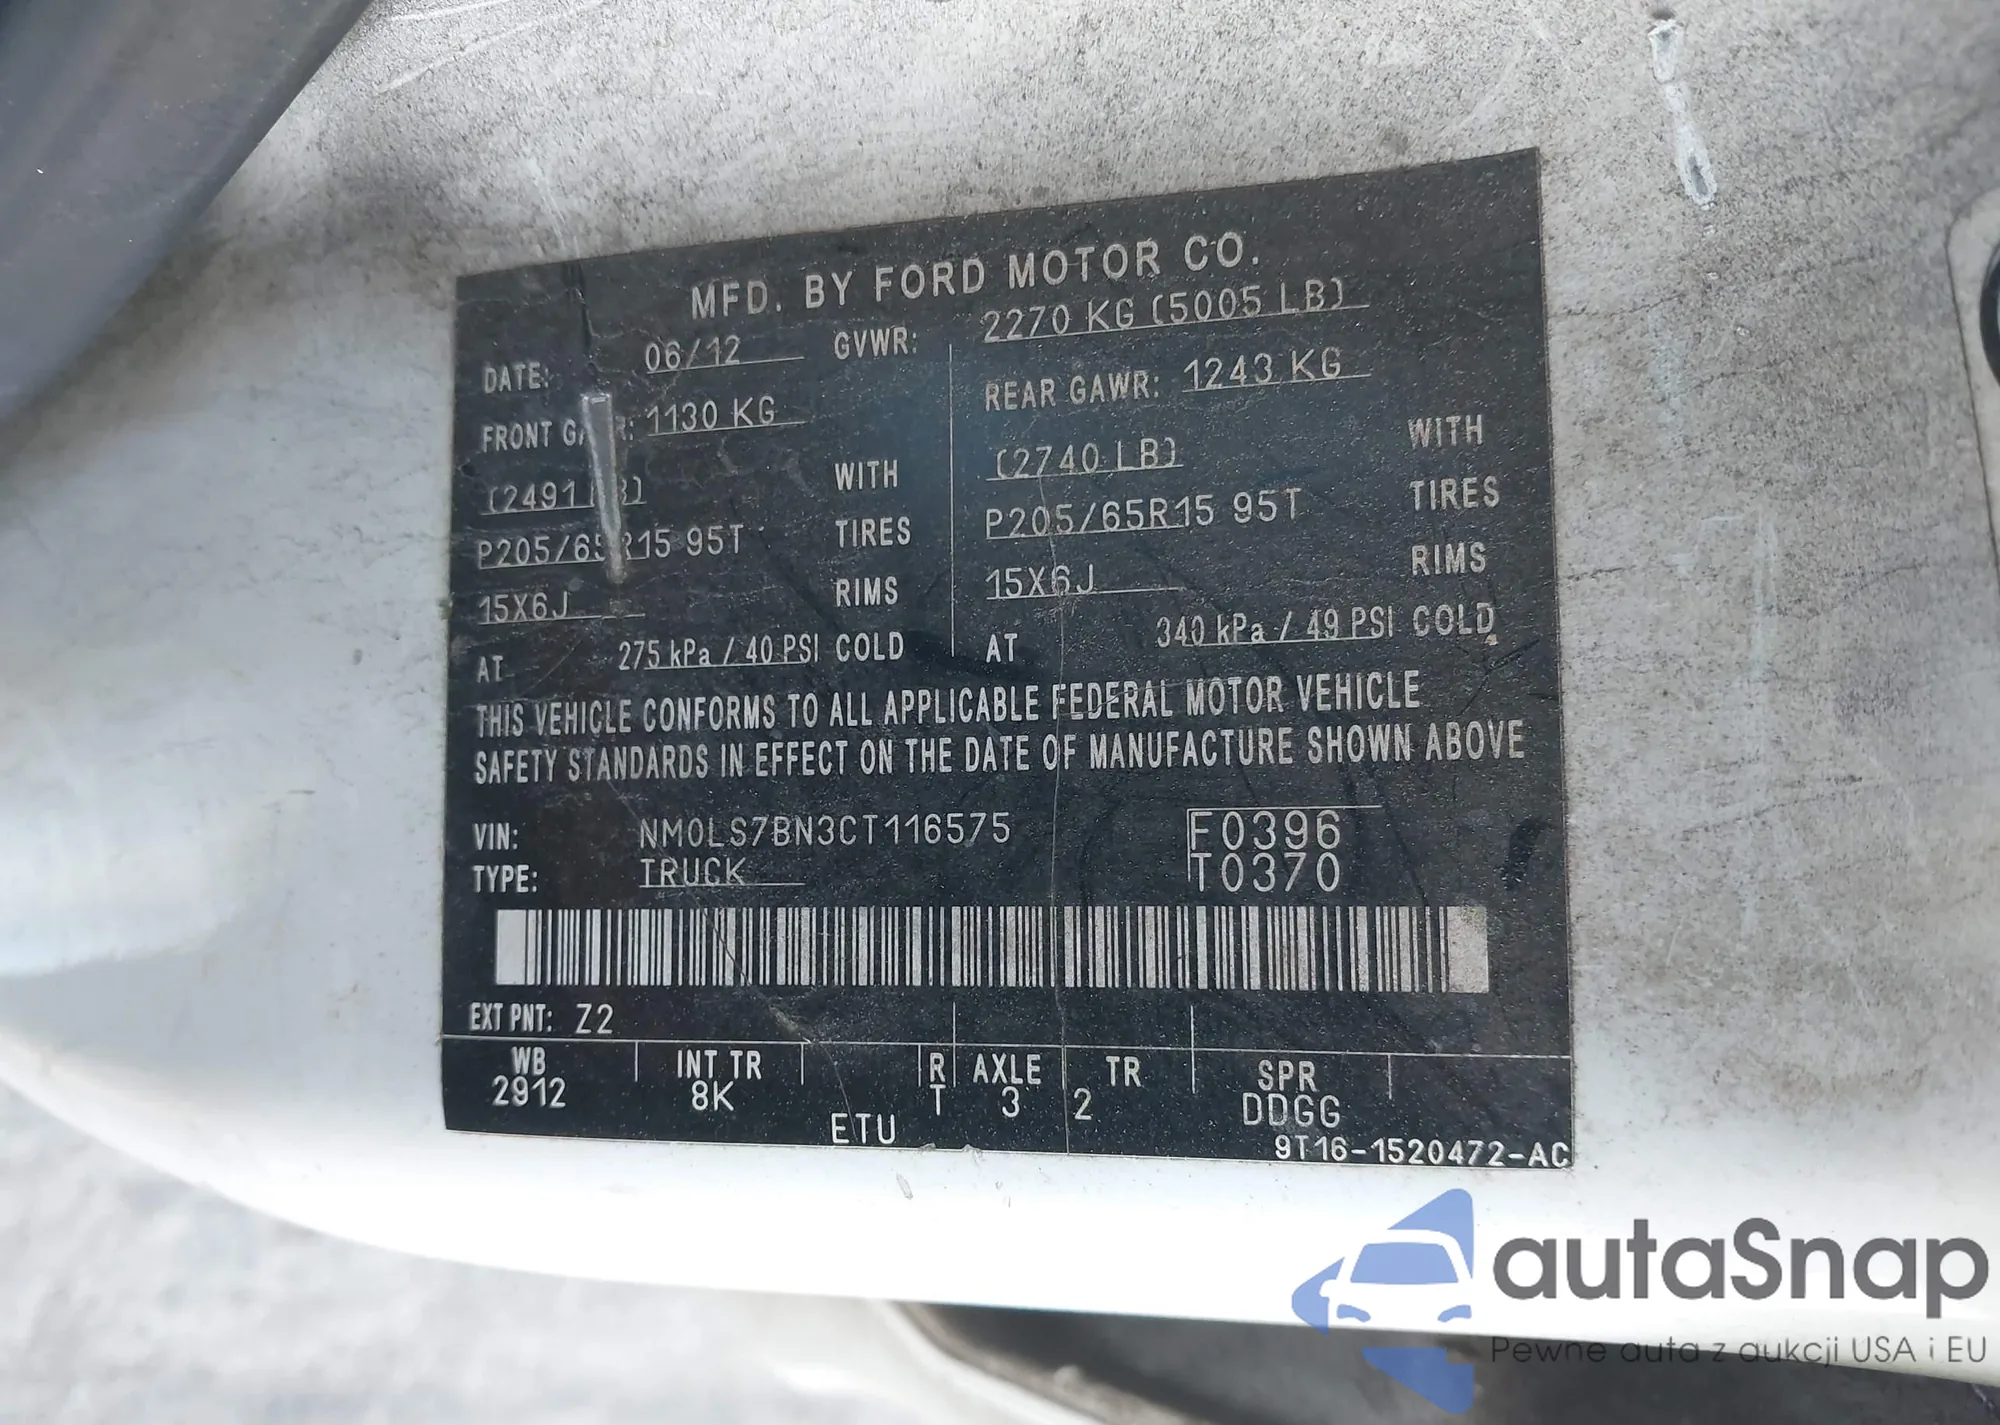 MFD. BY FORD MOTOR CO.
DATE: 06/12 GVWR: 2270 KG (5005 LB)
FRONT GAWR: 1130 KG REAR GAWR: 1243 KG
(2491 LB) WITH (2740 LB) WITH
P205/65R15 95T TIRES P205/65R15 95T TIRES
15X6J RIMS 15X6J RIMS
AT 275 kPa / 40 PSI COLD AT 340 kPa / 49 PSI COLD
THIS VEHICLE CONFORMS TO ALL APPLICABLE FEDERAL MOTOR VEHICLE
SAFETY STANDARDS IN EFFECT ON THE DATE OF MANUFACTURE SHOWN ABOVE
VIN: NM0LS7BN3CT116575 F0396
TYPE: TRUCK T0370
EXT PNT: Z2
WB INT TR R AXLE TR SPR
2912 8K T 3 2 DDGG
ETU
9T16-1520472-AC
autaSnap
Pewne auta z aukcji USA i EU